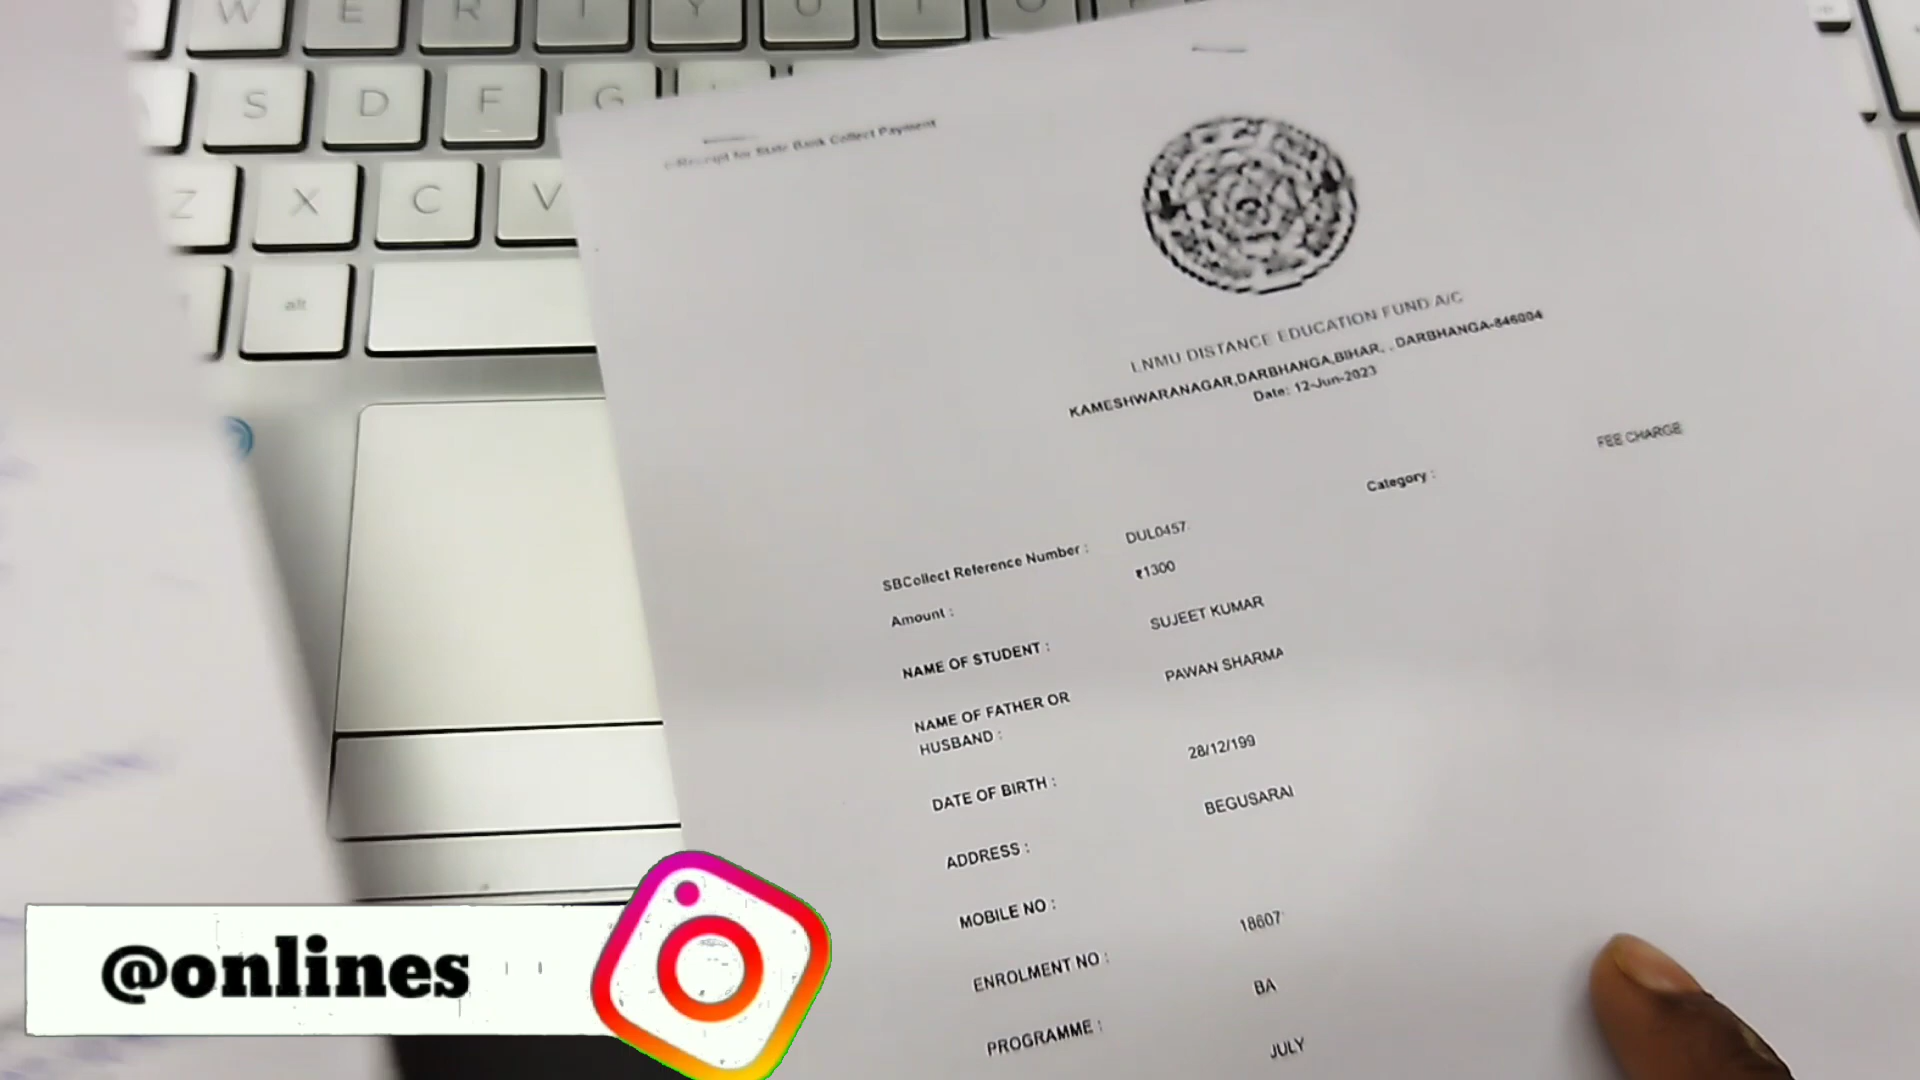 W E R T Y U I O
S D F G
Z X C V
alt
e-Receipt for State Bank Collect Payment
LNMU DISTANCE EDUCATION FUND A/C
KAMESHWARANAGAR,DARBHANGA,BIHAR, . DARBHANGA-846004
Date: 12-Jun-2023
Category : FEE CHARGE
SBCollect Reference Number : DUL0457
Amount : ₹1300
NAME OF STUDENT : SUJEET KUMAR
NAME OF FATHER OR HUSBAND : PAWAN SHARMA
DATE OF BIRTH : 28/12/199
ADDRESS : BEGUSARAI
MOBILE NO :
ENROLMENT NO : 18607
PROGRAMME : BA
JULY
@onlines